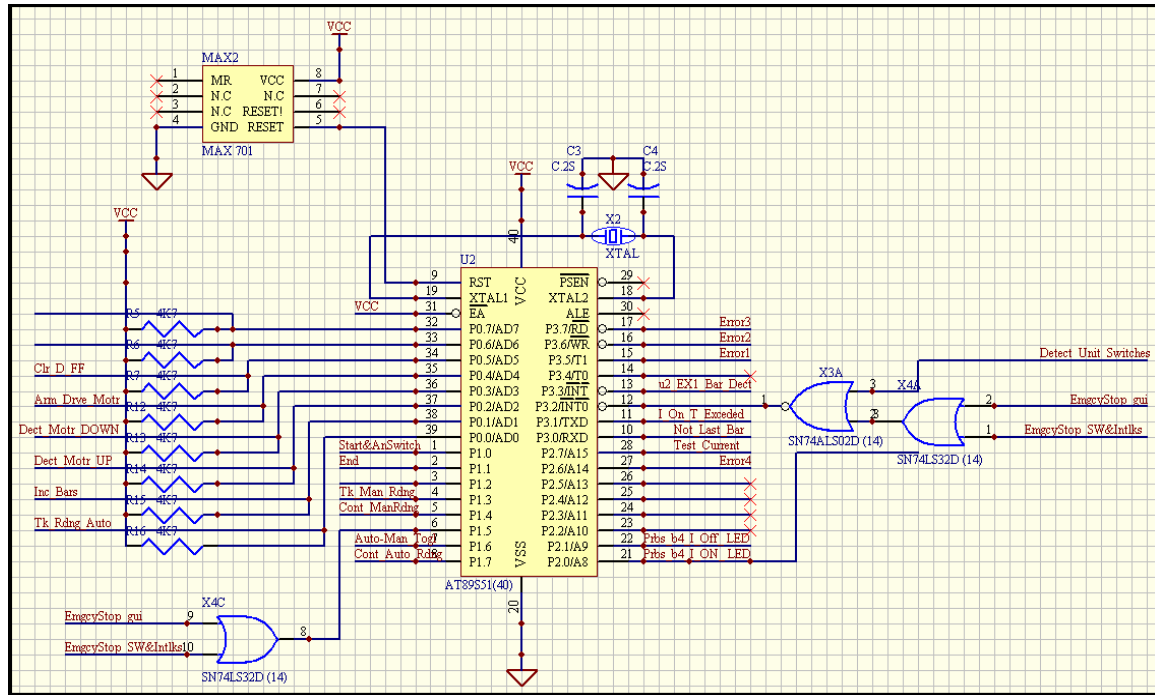 VCC
MAX2
1 MR VCC 8
2 N.C N.C 7
3 N.C RESET! 6
4 GND RESET 5
MAX 701
C3 C4
C.2S C.2S
VCC
X2
XTAL
VCC
40
U2
9 RST VCC PSEN 29
19 XTAL1 XTAL2 18
VCC 31 EA ALE 30
R5 4K7 32 P0.7/AD7 P3.7/RD 17 Error3
R6 4K7 33 P0.6/AD6 P3.6/WR 16 Error2
34 P0.5/AD5 P3.5/T1 15 Error1
Detect Unit Switches
Clr D FF R7 4K7 35 P0.4/AD4 P3.4/T0 14
X3A 3 X4A
36 P0.3/AD3 P3.3/INT 13 u2 EX1 Bar Dect
Arm Drve Motr R12 4K7 37 P0.2/AD2 P3.2/INT0 12 1 2 EmgcyStop gui
38 P0.1/AD1 P3.1/TXD 11 I On T Exceded 2 3
Dect Motr DOWN R13 4K7 39 P0.0/AD0 P3.0/RXD 10 Not Last Bar 1 EmgcyStop SW&Intlks
SN74ALS02D (14)
Start&AnSwitch 1 P1.0 P2.7/A15 28 Test Current
SN74LS32D (14)
Dect Motr UP R14 4K7 End 2 P1.1 P2.6/A14 27 Error4
3 P1.2 P2.5/A13 26
Inc Bars R15 4K7 Tk Man Rdng 4 P1.3 P2.4/A12 25
Cont ManRdng 5 P1.4 P2.3/A11 24
Tk Rdng Auto R16 4K7 6 P1.5 P2.2/A10 23
Auto-Man Togl 7 P1.6 P2.1/A9 22 Prbs b4 I Off LED
Cont Auto Rdng 8 P1.7 VSS P2.0/A8 21 Prbs b4 I ON LED
AT89S51(40)
20
X4C
EmgcyStop gui 9
8
EmgcyStop SW&Intlks 10
SN74LS32D (14)